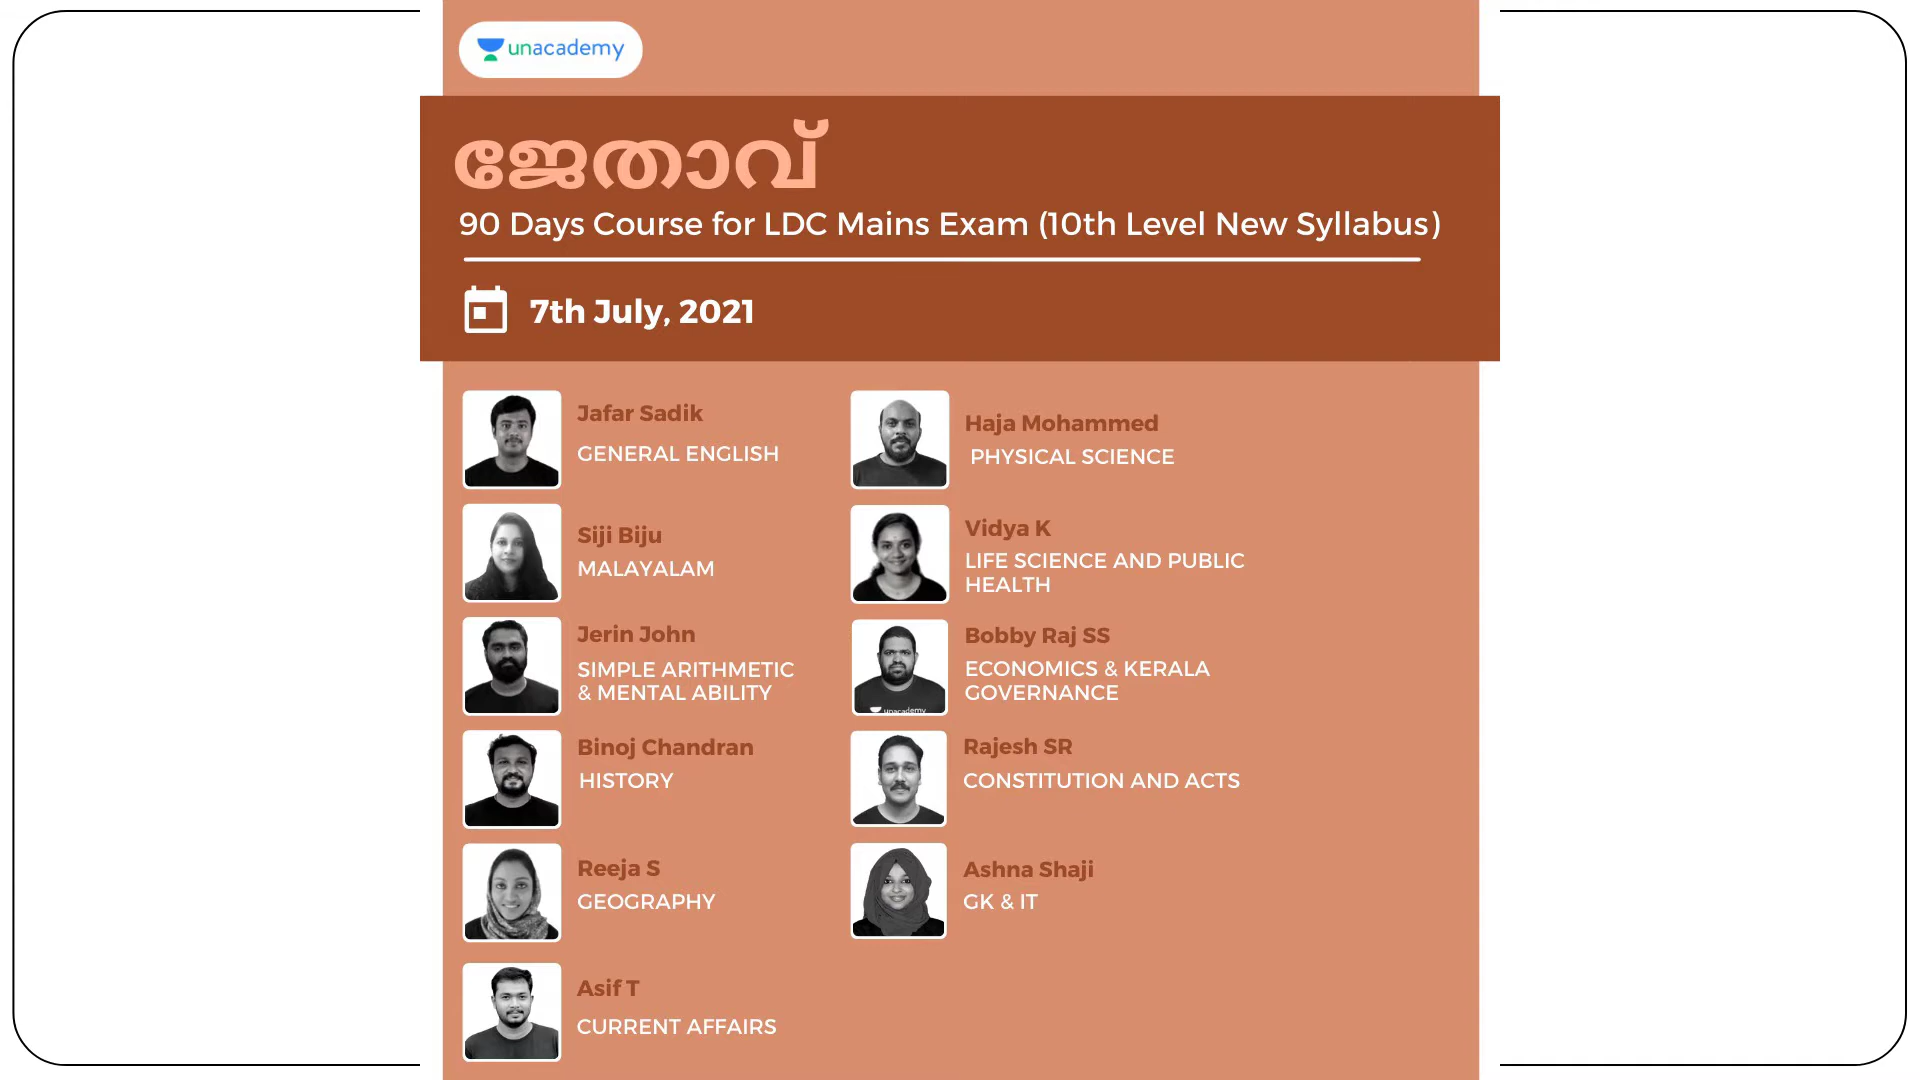 unacademy
ജേതാവ്
90 Days Course for LDC Mains Exam (10th Level New Syllabus)
7th July, 2021
Jafar Sadik
GENERAL ENGLISH
Siji Biju
MALAYALAM
Jerin John
SIMPLE ARITHMETIC
& MENTAL ABILITY
Binoj Chandran
HISTORY
Reeja S
GEOGRAPHY
Asif T
CURRENT AFFAIRS
Haja Mohammed
PHYSICAL SCIENCE
Vidya K
LIFE SCIENCE AND PUBLIC
HEALTH
Bobby Raj SS
ECONOMICS & KERALA
GOVERNANCE
unacademy
Rajesh SR
CONSTITUTION AND ACTS
Ashna Shaji
GK & IT